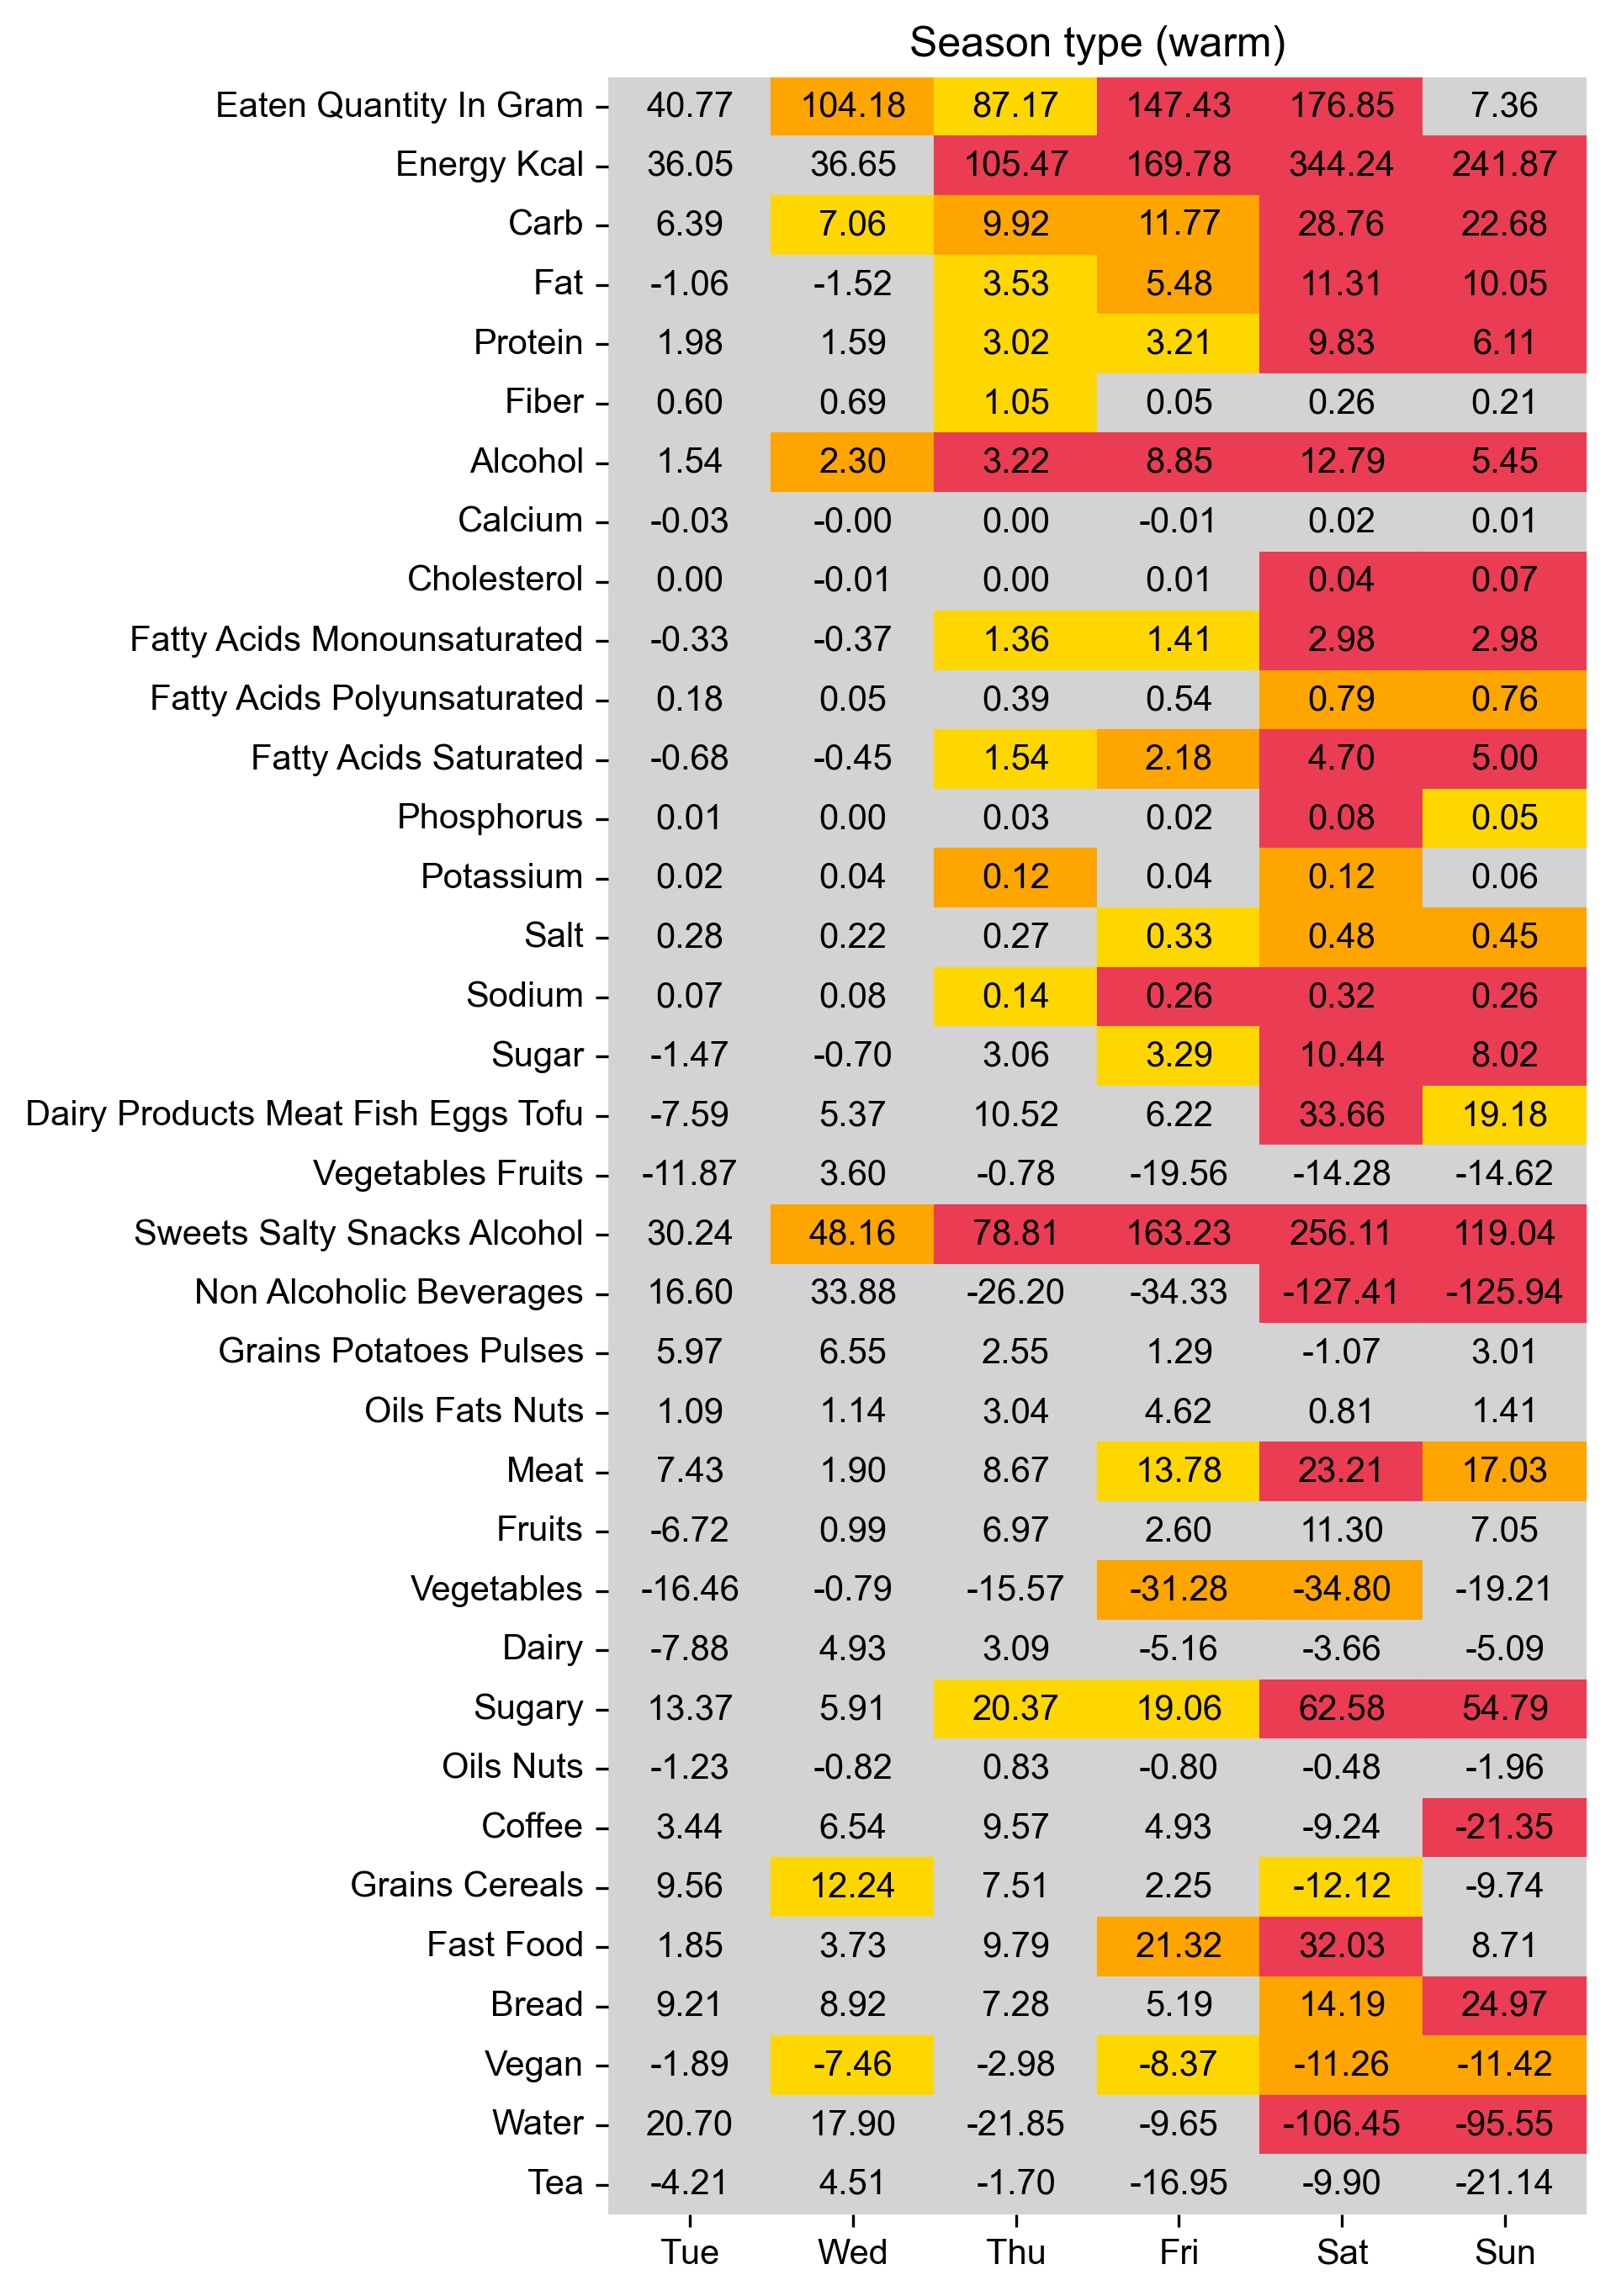 Season type (warm)
Eaten Quantity In Gram 40.77 104.18 87.17 147.43 176.85 7.36
Energy Kcal 36.05 36.65 105.47 169.78 344.24 241.87
Carb 6.39 7.06 9.92 11.77 28.76 22.68
Fat -1.06 -1.52 3.53 5.48 11.31 10.05
Protein 1.98 1.59 3.02 3.21 9.83 6.11
Fiber 0.60 0.69 1.05 0.05 0.26 0.21
Alcohol 1.54 2.30 3.22 8.85 12.79 5.45
Calcium -0.03 -0.00 0.00 -0.01 0.02 0.01
Cholesterol 0.00 -0.01 0.00 0.01 0.04 0.07
Fatty Acids Monounsaturated -0.33 -0.37 1.36 1.41 2.98 2.98
Fatty Acids Polyunsaturated 0.18 0.05 0.39 0.54 0.79 0.76
Fatty Acids Saturated -0.68 -0.45 1.54 2.18 4.70 5.00
Phosphorus 0.01 0.00 0.03 0.02 0.08 0.05
Potassium 0.02 0.04 0.12 0.04 0.12 0.06
Salt 0.28 0.22 0.27 0.33 0.48 0.45
Sodium 0.07 0.08 0.14 0.26 0.32 0.26
Sugar -1.47 -0.70 3.06 3.29 10.44 8.02
Dairy Products Meat Fish Eggs Tofu -7.59 5.37 10.52 6.22 33.66 19.18
Vegetables Fruits -11.87 3.60 -0.78 -19.56 -14.28 -14.62
Sweets Salty Snacks Alcohol 30.24 48.16 78.81 163.23 256.11 119.04
Non Alcoholic Beverages 16.60 33.88 -26.20 -34.33 -127.41 -125.94
Grains Potatoes Pulses 5.97 6.55 2.55 1.29 -1.07 3.01
Oils Fats Nuts 1.09 1.14 3.04 4.62 0.81 1.41
Meat 7.43 1.90 8.67 13.78 23.21 17.03
Fruits -6.72 0.99 6.97 2.60 11.30 7.05
Vegetables -16.46 -0.79 -15.57 -31.28 -34.80 -19.21
Dairy -7.88 4.93 3.09 -5.16 -3.66 -5.09
Sugary 13.37 5.91 20.37 19.06 62.58 54.79
Oils Nuts -1.23 -0.82 0.83 -0.80 -0.48 -1.96
Coffee 3.44 6.54 9.57 4.93 -9.24 -21.35
Grains Cereals 9.56 12.24 7.51 2.25 -12.12 -9.74
Fast Food 1.85 3.73 9.79 21.32 32.03 8.71
Bread 9.21 8.92 7.28 5.19 14.19 24.97
Vegan -1.89 -7.46 -2.98 -8.37 -11.26 -11.42
Water 20.70 17.90 -21.85 -9.65 -106.45 -95.55
Tea -4.21 4.51 -1.70 -16.95 -9.90 -21.14
Tue Wed Thu Fri Sat Sun